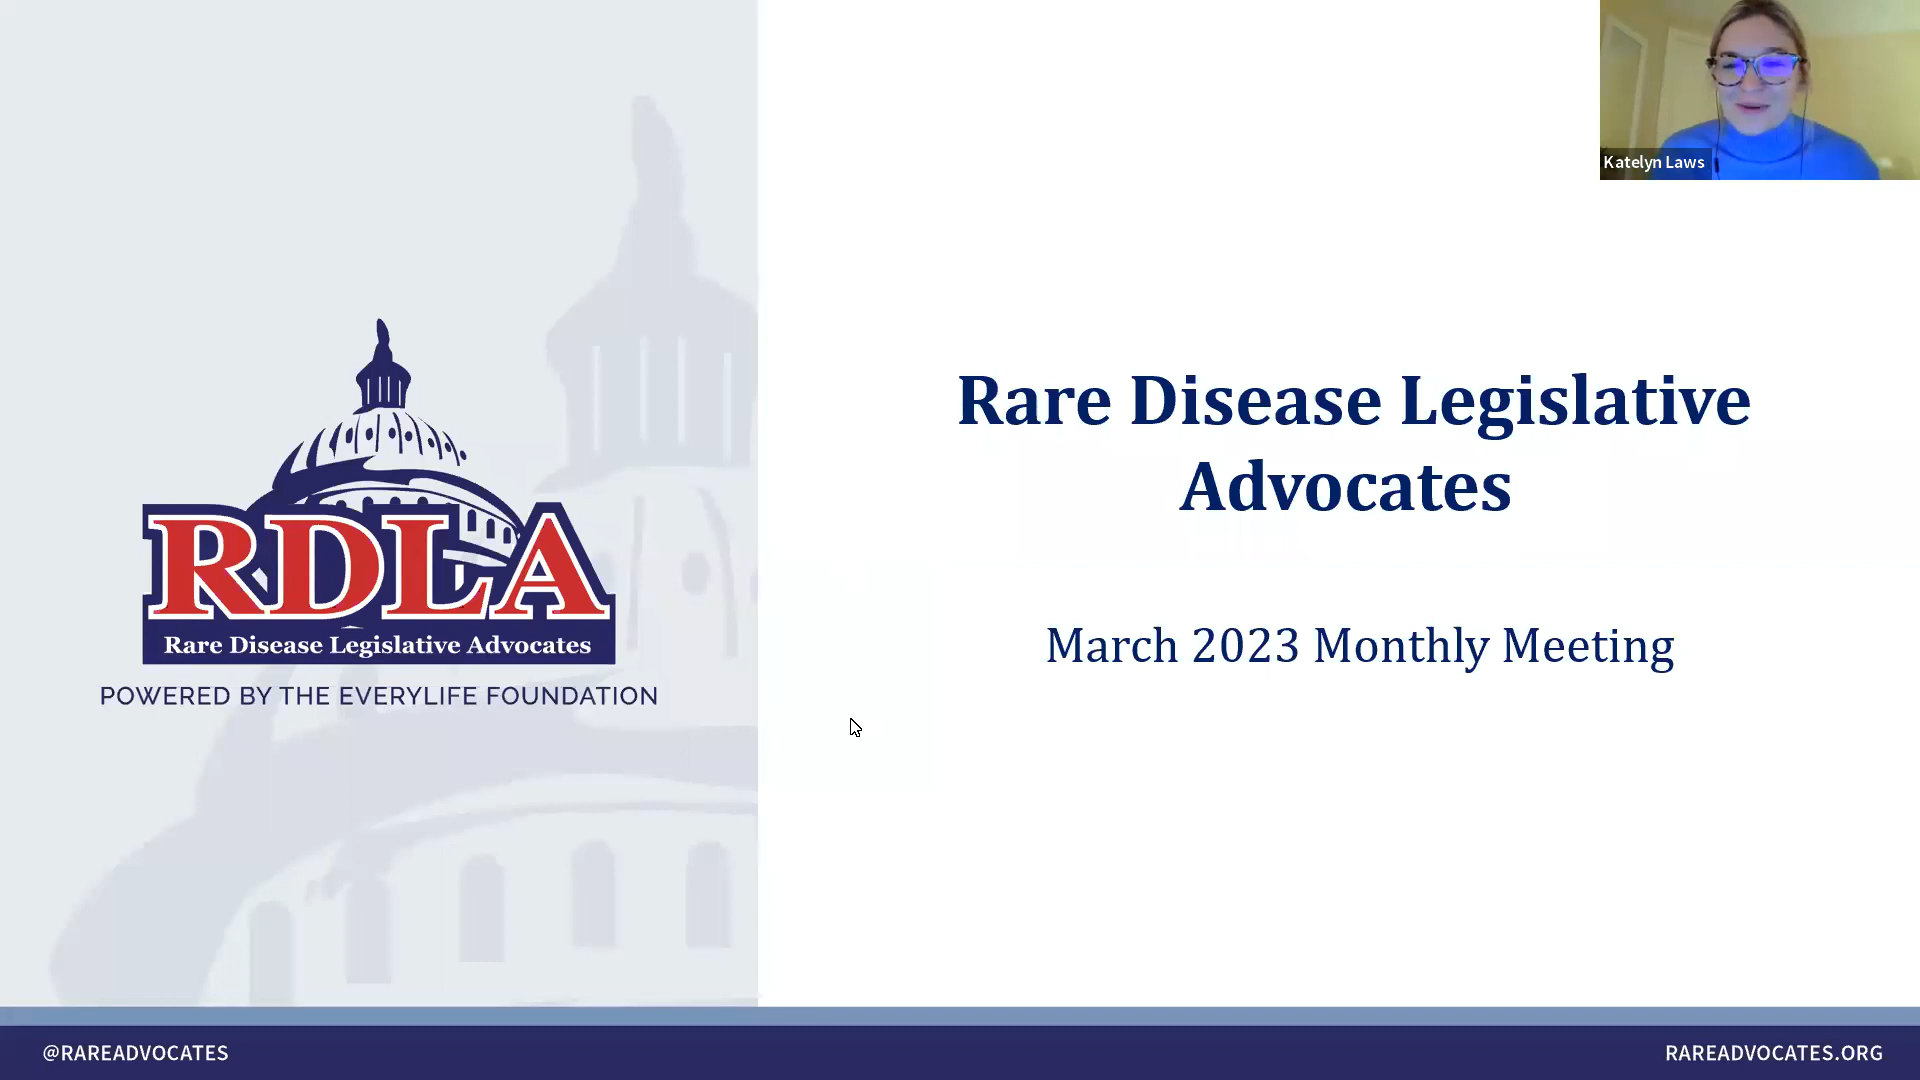 Katelyn Laws
RDLA
Rare Disease Legislative Advocates
POWERED BY THE EVERYLIFE FOUNDATION
Rare Disease Legislative
Advocates
March 2023 Monthly Meeting
@RAREADVOCATES
RAREADVOCATES.ORG